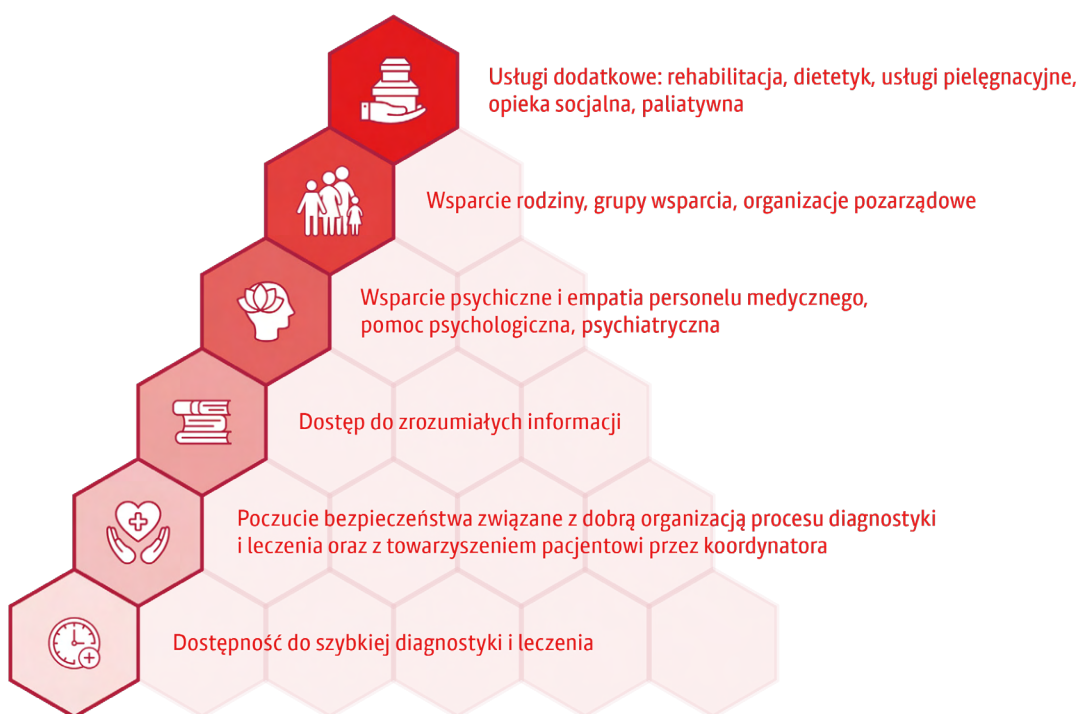 Usługi dodatkowe: rehabilitacja, dietetyk, usługi pielęgnacyjne,
opieka socjalna, paliatywna
Wsparcie rodziny, grupy wsparcia, organizacje pozarządowe
Wsparcie psychiczne i empatia personelu medycznego,
pomoc psychologiczna, psychiatryczna
Dostęp do zrozumiałych informacji
Poczucie bezpieczeństwa związane z dobrą organizacją procesu diagnostyki
i leczenia oraz z towarzyszeniem pacjentowi przez koordynatora
Dostępność do szybkiej diagnostyki i leczenia